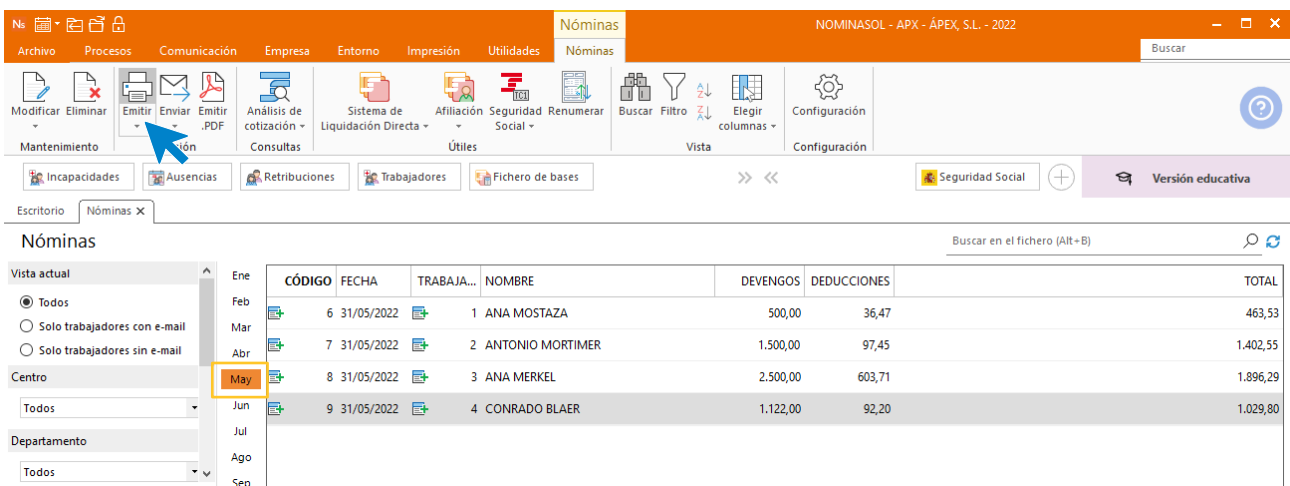 Ns Nóminas NOMINASOL - APX - ÁPEX, S.L. - 2022
Archivo Procesos Comunicación Empresa Entorno Impresión Utilidades Nóminas Buscar
Modificar Eliminar Emitir Enviar Emitir .PDF Análisis de cotización Sistema de Liquidación Directa Afiliación Seguridad Social TC1 Renumerar Buscar Filtro Elegir columnas Configuración
Mantenimiento Consultas Útiles Vista Configuración
Incapacidades Ausencias Retribuciones Trabajadores Fichero de bases Seguridad Social Versión educativa
Escritorio Nóminas
Nóminas Buscar en el fichero (Alt+B)
Vista actual
Todos
Solo trabajadores con e-mail
Solo trabajadores sin e-mail
Centro
Todos
Departamento
Todos
Ene
Feb
Mar
Abr
May
Jun
Jul
Ago
Sep
CÓDIGO FECHA TRABAJA... NOMBRE DEVENGOS DEDUCCIONES TOTAL
6 31/05/2022 1 ANA MOSTAZA 500,00 36,47 463,53
7 31/05/2022 2 ANTONIO MORTIMER 1.500,00 97,45 1.402,55
8 31/05/2022 3 ANA MERKEL 2.500,00 603,71 1.896,29
9 31/05/2022 4 CONRADO BLAER 1.122,00 92,20 1.029,80